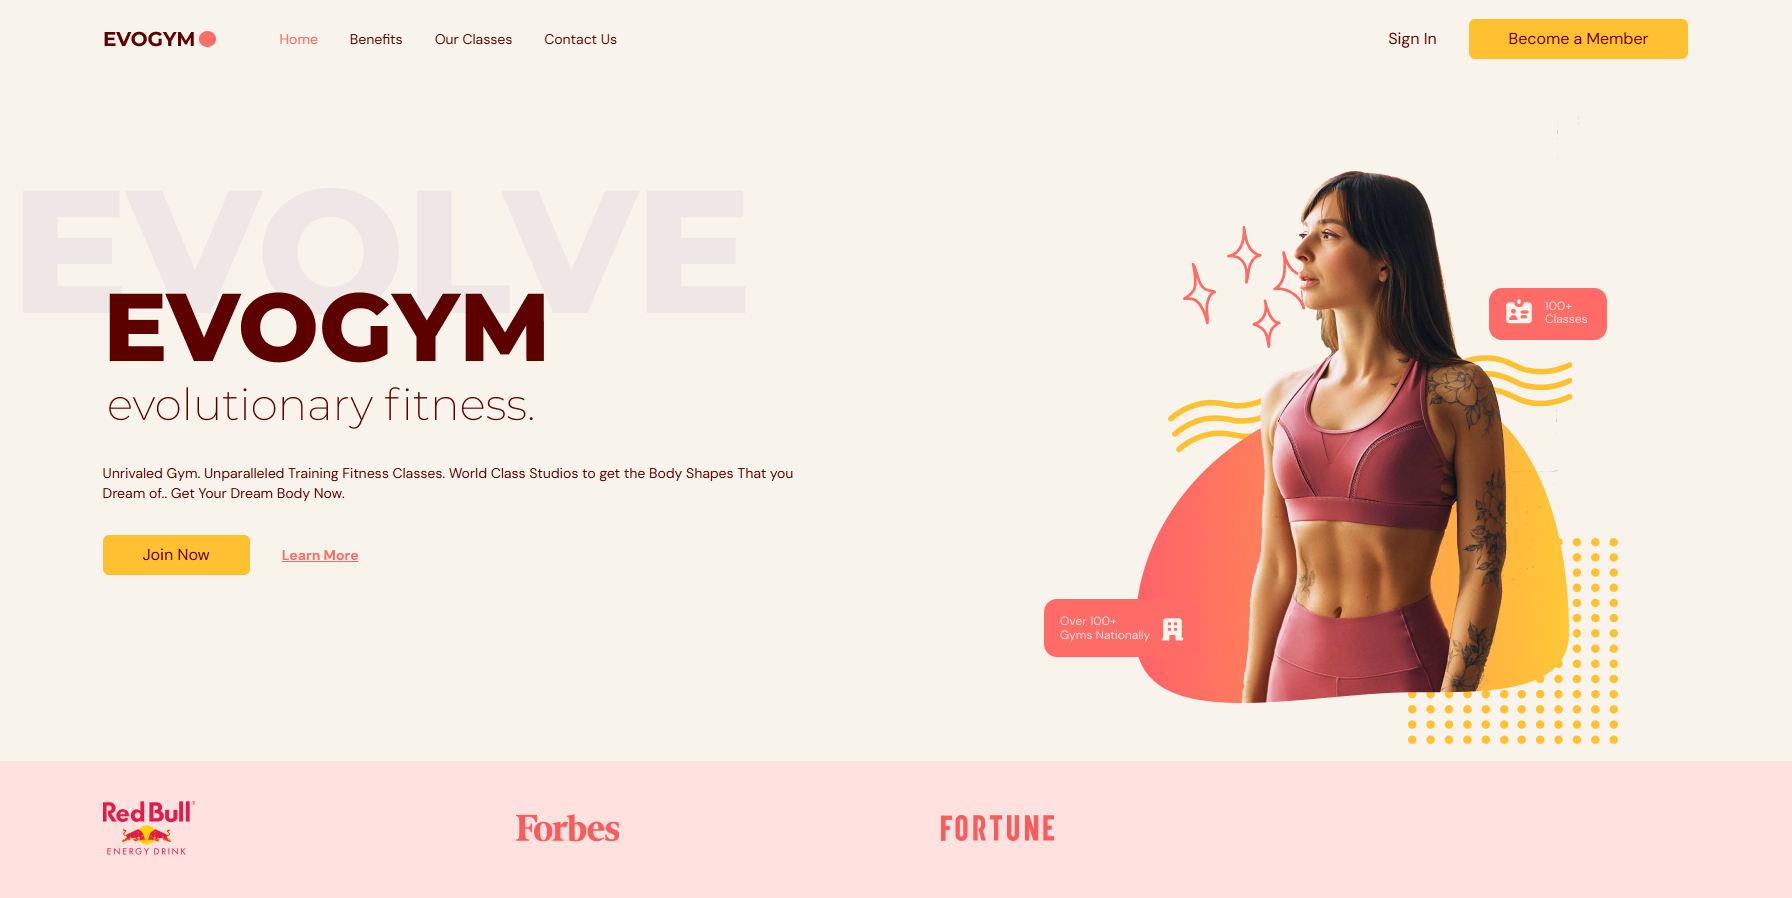 EVOGYM
Home Benefits Our Classes Contact Us
Sign In
Become a Member
EVOLVE
EVOGYM
evolutionary fitness.
Unrivaled Gym. Unparalleled Training Fitness Classes. World Class Studios to get the Body Shapes That you
Dream of.. Get Your Dream Body Now.
Join Now
Learn More
100+
Classes
Over 100+
Gyms Nationally
Red Bull
ENERGY DRINK
Forbes
FORTUNE